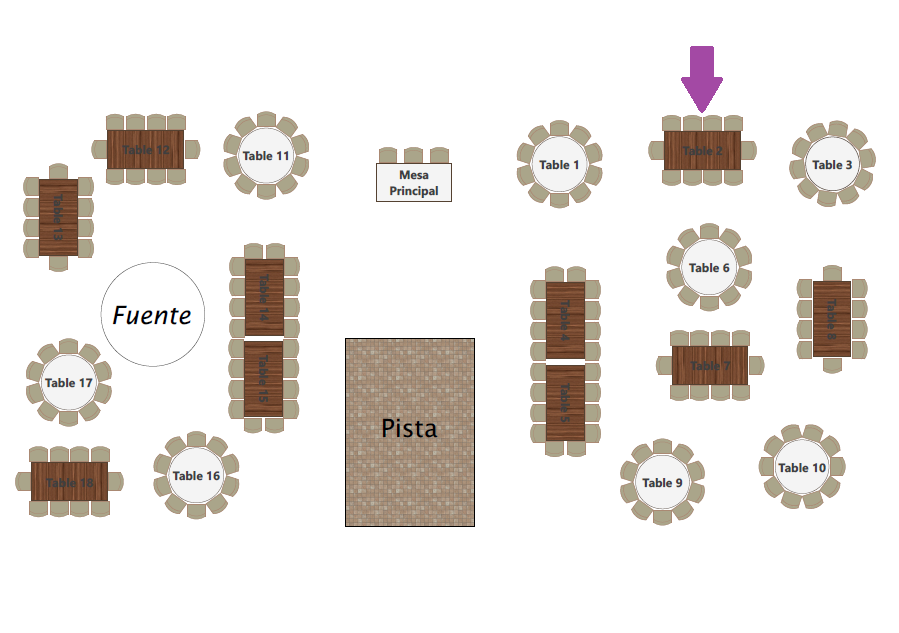 Table 12
Table 11
Mesa
Principal
Table 1
Table 2
Table 3
Table 13
Fuente
Table 14
Table 6
Table 4
Table 8
Table 17
Table 15
Pista
Table 7
Table 5
Table 18
Table 16
Table 9
Table 10